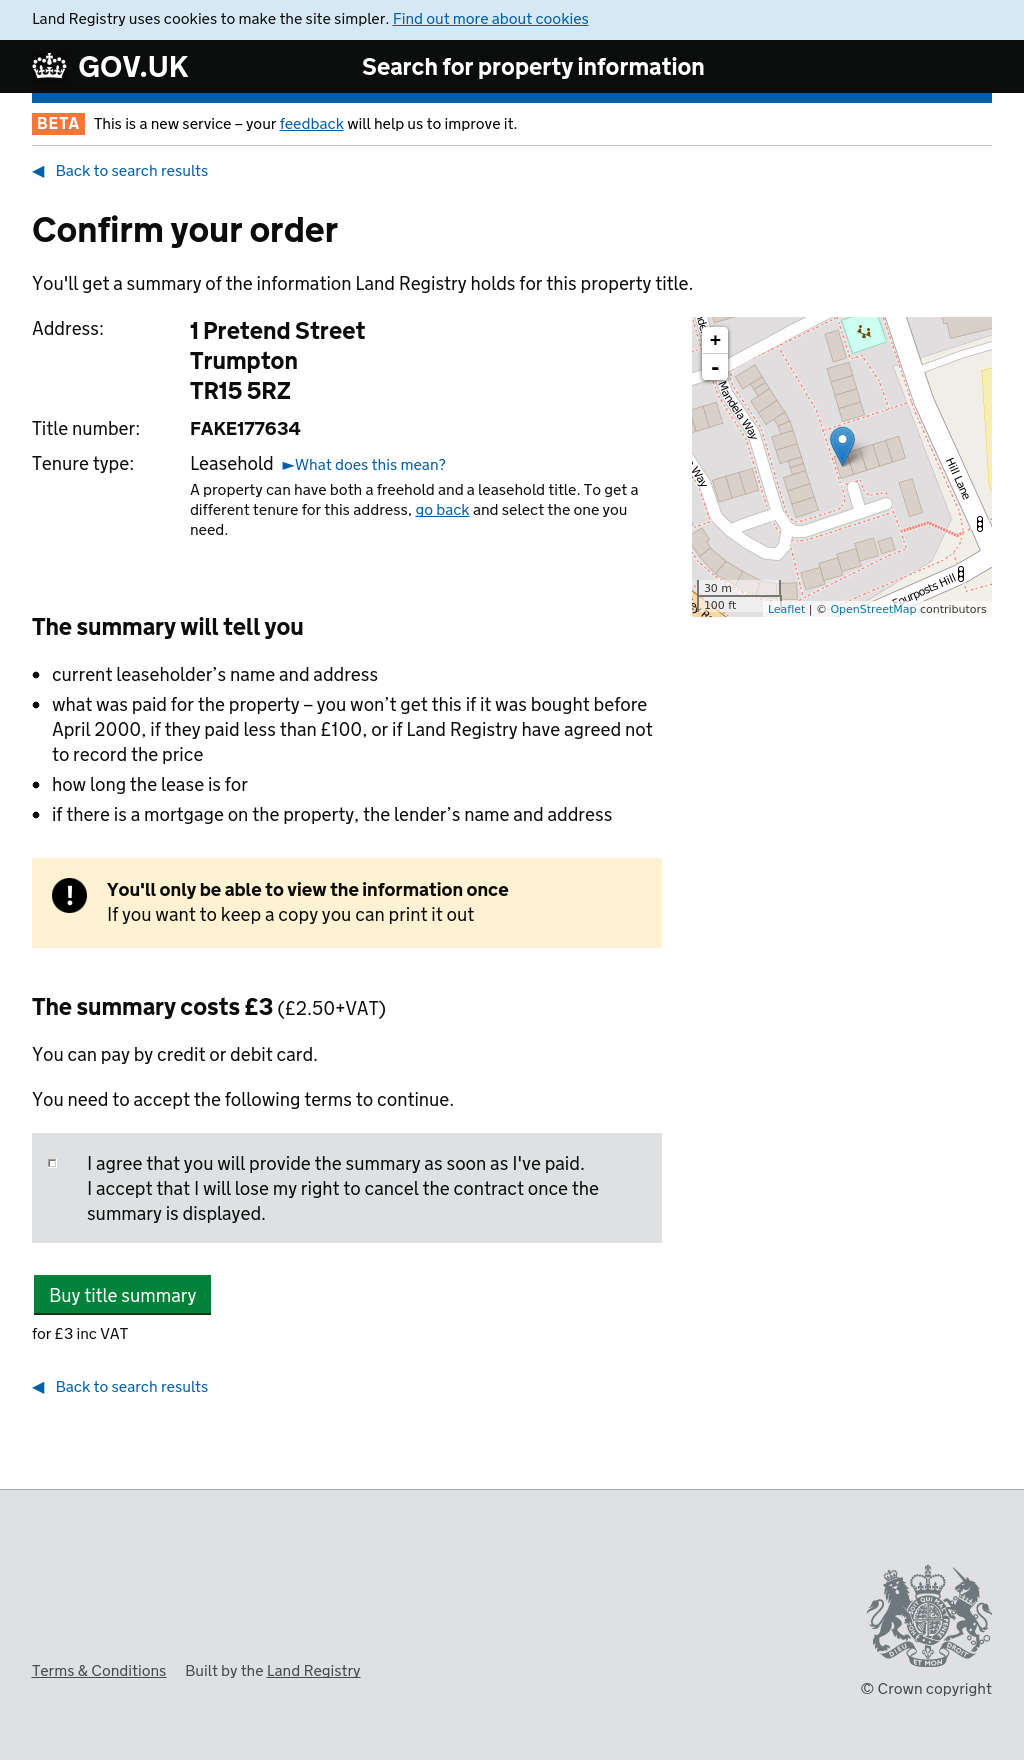 Land Registry uses cookies to make the site simpler. Find out more about cookies
GOV.UK
Search for property information
BETA This is a new service – your feedback will help us to improve it.
◀ Back to search results
Confirm your order
You'll get a summary of the information Land Registry holds for this property title.
Address:
1 Pretend Street
Trumpton
TR15 5RZ
Title number:
FAKE177634
Tenure type:
Leasehold ►What does this mean?
A property can have both a freehold and a leasehold title. To get a
different tenure for this address, go back and select the one you
need.
+
-
Mandela Way
Way
Hill Lane
Fourposts Hill
30 m
100 ft
Leaflet | © OpenStreetMap contributors
The summary will tell you
• current leaseholder’s name and address
• what was paid for the property – you won’t get this if it was bought before
April 2000, if they paid less than £100, or if Land Registry have agreed not
to record the price
• how long the lease is for
• if there is a mortgage on the property, the lender’s name and address
! You'll only be able to view the information once
If you want to keep a copy you can print it out
The summary costs £3 (£2.50+VAT)
You can pay by credit or debit card.
You need to accept the following terms to continue.
I agree that you will provide the summary as soon as I've paid.
I accept that I will lose my right to cancel the contract once the
summary is displayed.
Buy title summary
for £3 inc VAT
◀ Back to search results
Terms & Conditions Built by the Land Registry
DIEU ET MON DROIT
© Crown copyright